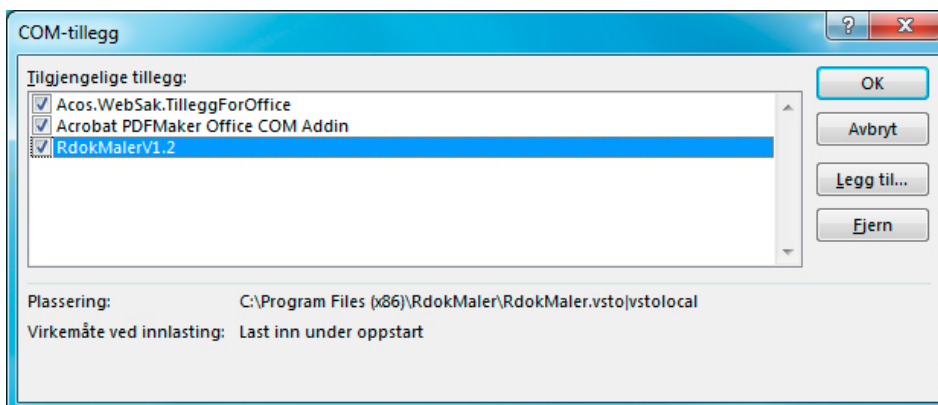 COM-tillegg
Tilgjengelige tillegg:
Acos.WebSak.TilleggForOffice
Acrobat PDFMaker Office COM Addin
RdokMalerV1.2
OK
Avbryt
Legg til...
Fjern
Plassering: C:\Program Files (x86)\RdokMaler\RdokMaler.vsto|vstolocal
Virkemåte ved innlasting: Last inn under oppstart